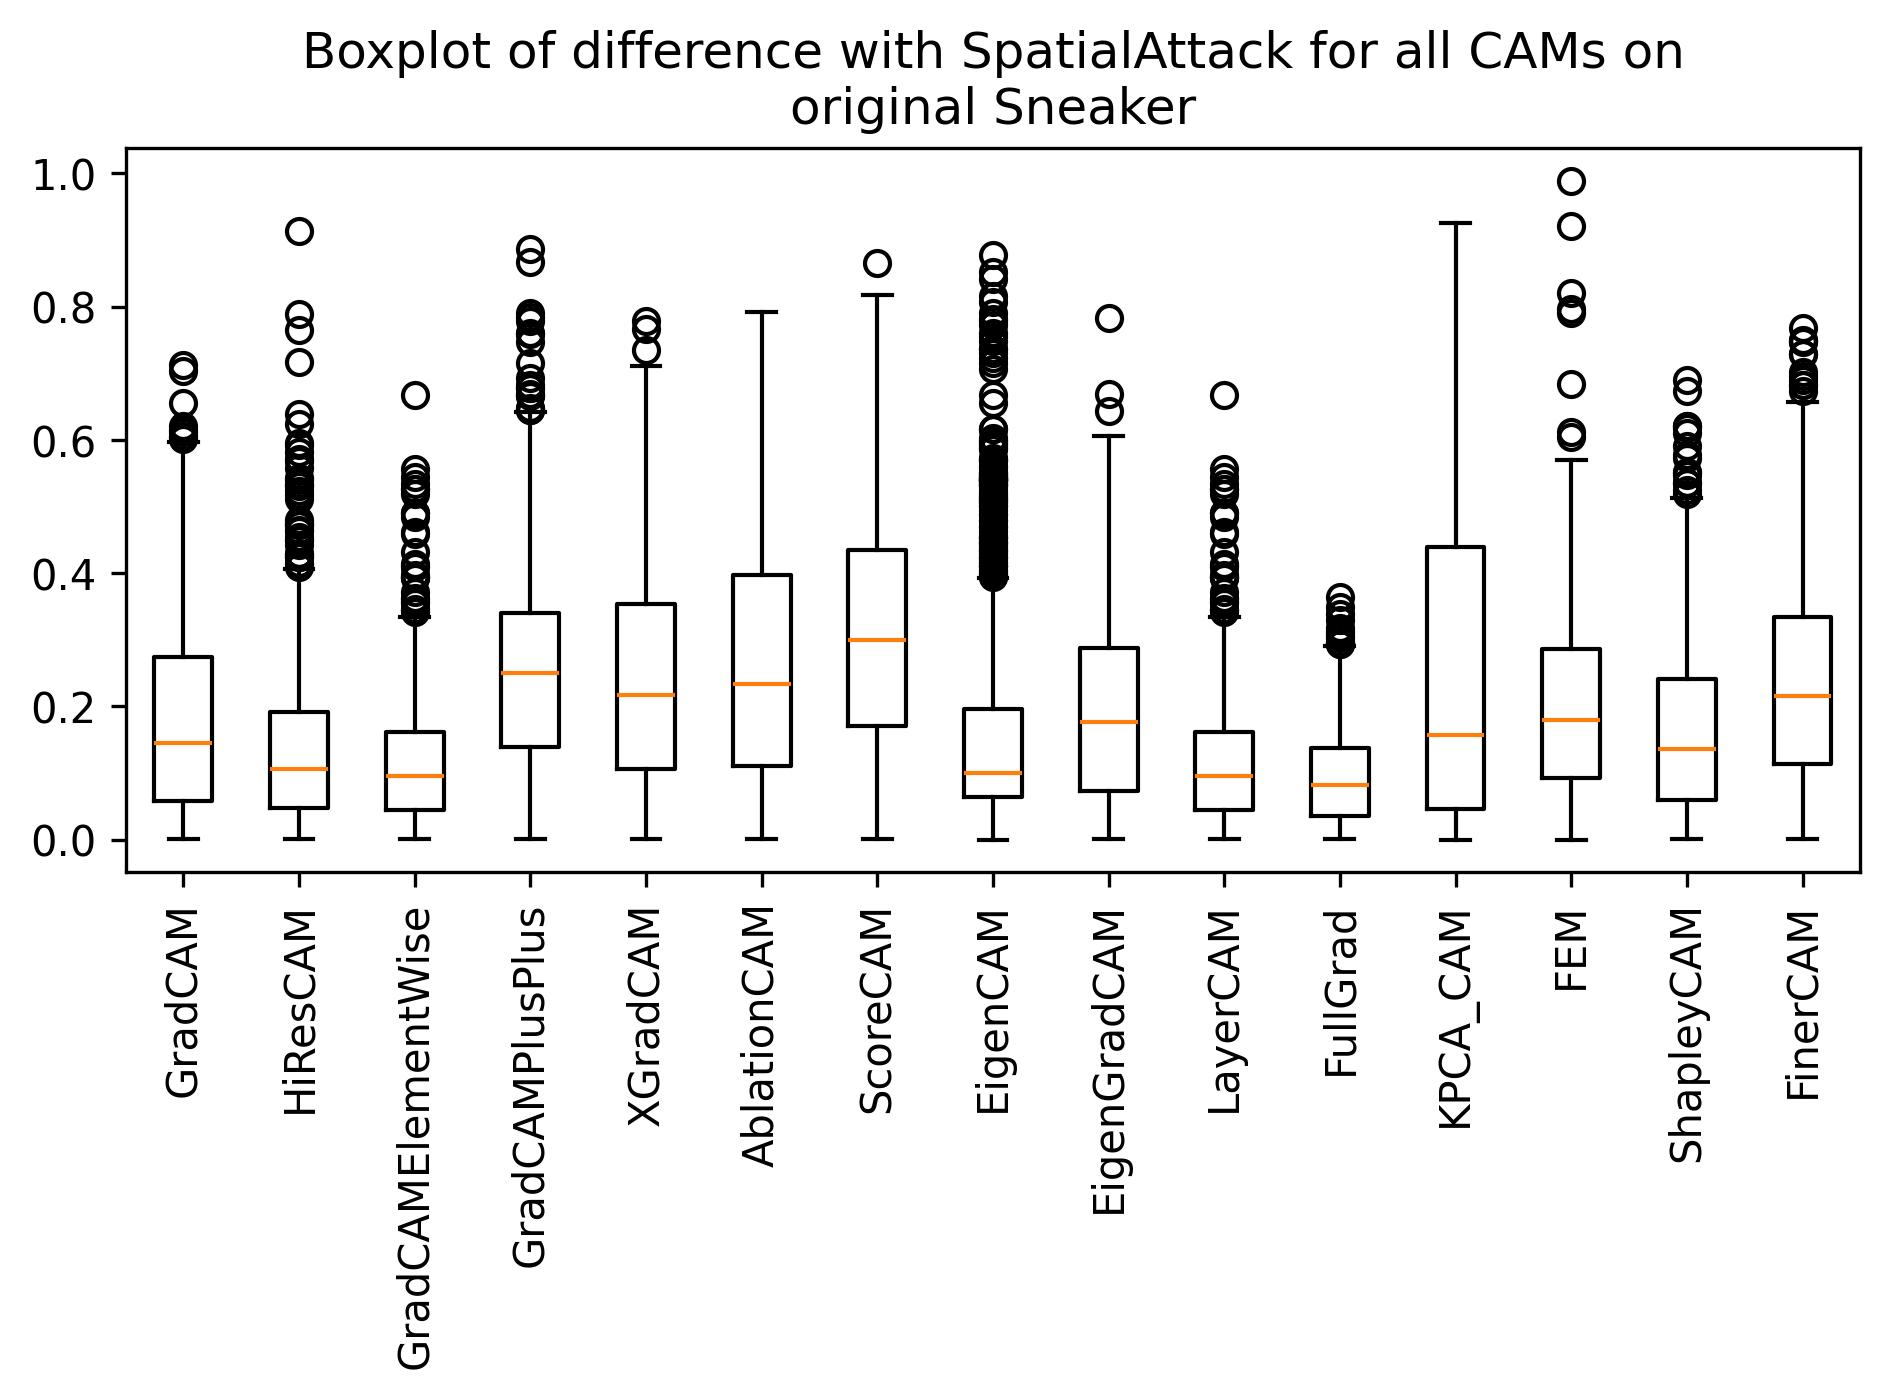 Boxplot of difference with SpatialAttack for all CAMs on
original Sneaker
1.0
0.8
0.6
0.4
0.2
0.0
GradCAM
HiResCAM
GradCAMElementWise
GradCAMPlusPlus
XGradCAM
AblationCAM
ScoreCAM
EigenCAM
EigenGradCAM
LayerCAM
FullGrad
KPCA_CAM
FEM
ShapleyCAM
FinerCAM